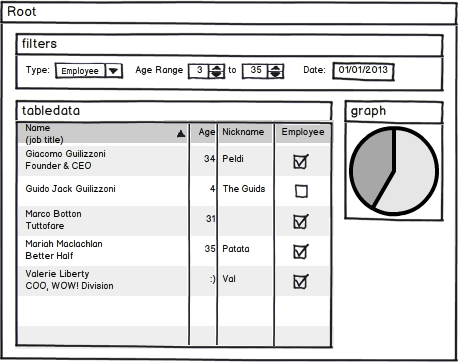 Root
filters
Type: Employee Age Range 3 to 35 Date: 01/01/2013
tabledata
graph
Name
(job title) Age Nickname Employee
Giacomo Guilizzoni
Founder & CEO 34 Peldi
Guido Jack Guilizzoni 4 The Guids
Marco Botton
Tuttofare 31
Mariah Maclachlan
Better Half 35 Patata
Valerie Liberty
COO, WOW! Division :) Val